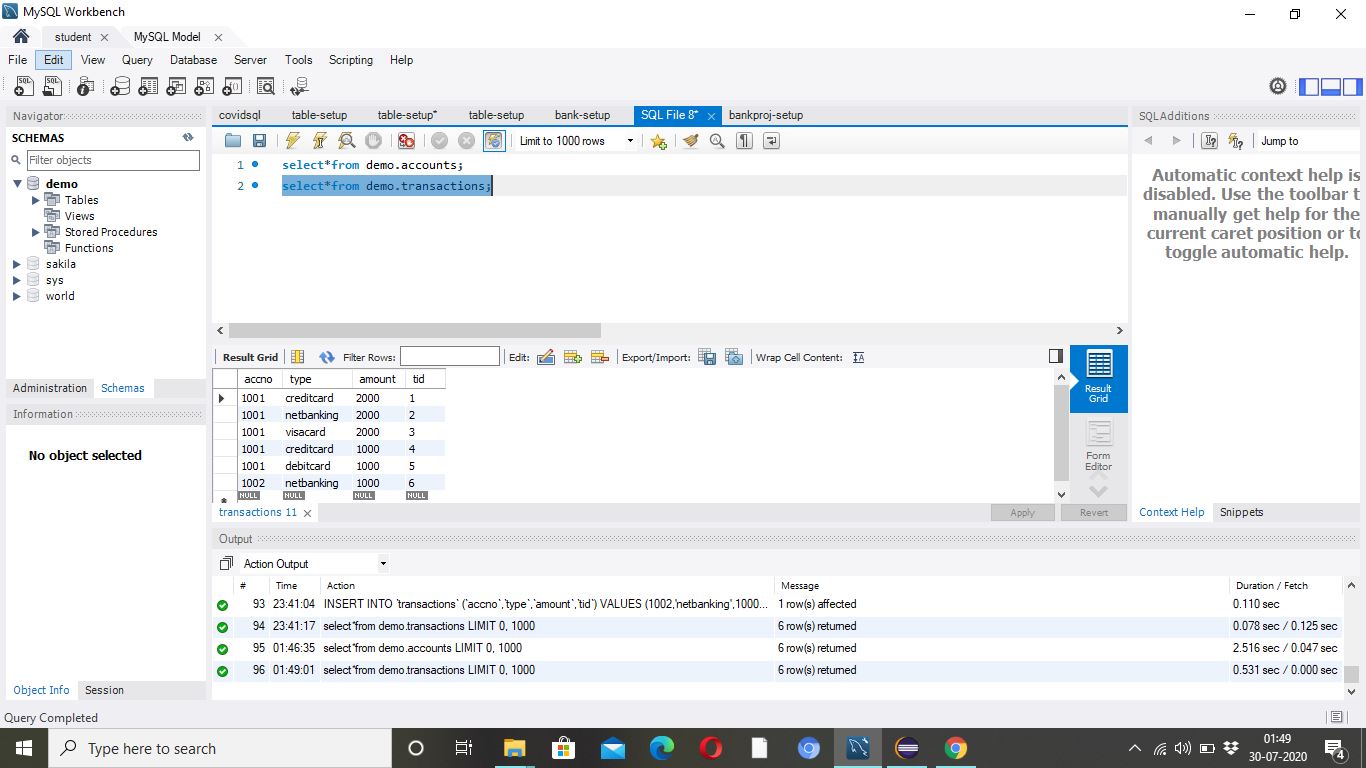 MySQL Workbench
student
MySQL Model
File Edit View Query Database Server Tools Scripting Help
Navigator
SCHEMAS
Filter objects
demo
Tables
Views
Stored Procedures
Functions
sakila
sys
world
Administration Schemas
Information
No object selected
Object Info Session
covidsql table-setup table-setup* table-setup bank-setup SQL File 8* bankproj-setup
Limit to 1000 rows
1 select*from demo.accounts;
2 select*from demo.transactions;
Result Grid Filter Rows: Edit: Export/Import: Wrap Cell Content:
accno type amount tid
1001 creditcard 2000 1
1001 netbanking 2000 2
1001 visacard 2000 3
1001 creditcard 1000 4
1001 debitcard 1000 5
1002 netbanking 1000 6
NULL NULL NULL NULL
Result
Grid
Form
Editor
transactions 11
Apply Revert
SQLAdditions
Jump to
Automatic context help is
disabled. Use the toolbar t
manually get help for the
current caret position or to
toggle automatic help.
Context Help Snippets
Output
Action Output
# Time Action Message Duration / Fetch
93 23:41:04 INSERT INTO `transactions` (`accno`,`type`,`amount`,`tid`) VALUES (1002,'netbanking',1000... 1 row(s) affected 0.110 sec
94 23:41:17 select*from demo.transactions LIMIT 0, 1000 6 row(s) returned 0.078 sec / 0.125 sec
95 01:46:35 select*from demo.accounts LIMIT 0, 1000 6 row(s) returned 2.516 sec / 0.047 sec
96 01:49:01 select*from demo.transactions LIMIT 0, 1000 6 row(s) returned 0.531 sec / 0.000 sec
Query Completed
Type here to search
01:49
30-07-2020
4